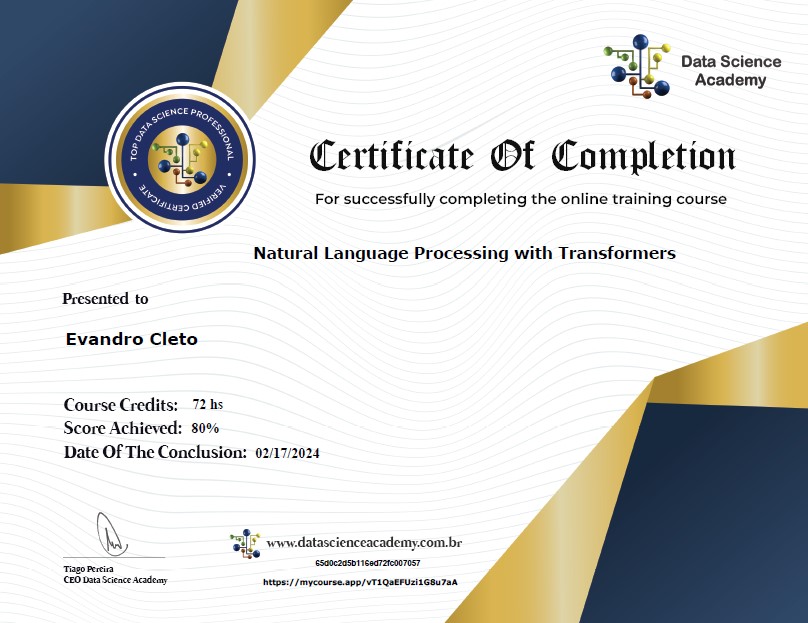 Data Science
Academy
TOP DATA SCIENCE PROFESSIONAL
VERIFIED CERTIFICATE
Certificate Of Completion
For successfully completing the online training course
Natural Language Processing with Transformers
Presented to
Evandro Cleto
Course Credits: 72 hs
Score Achieved: 80%
Date Of The Conclusion: 02/17/2024
Tiago Pereira
CEO Data Science Academy
www.datascienceacademy.com.br
65d0c2d5b116ed72fc007057
https://mycourse.app/vT1QaEFUzi1G8u7aA